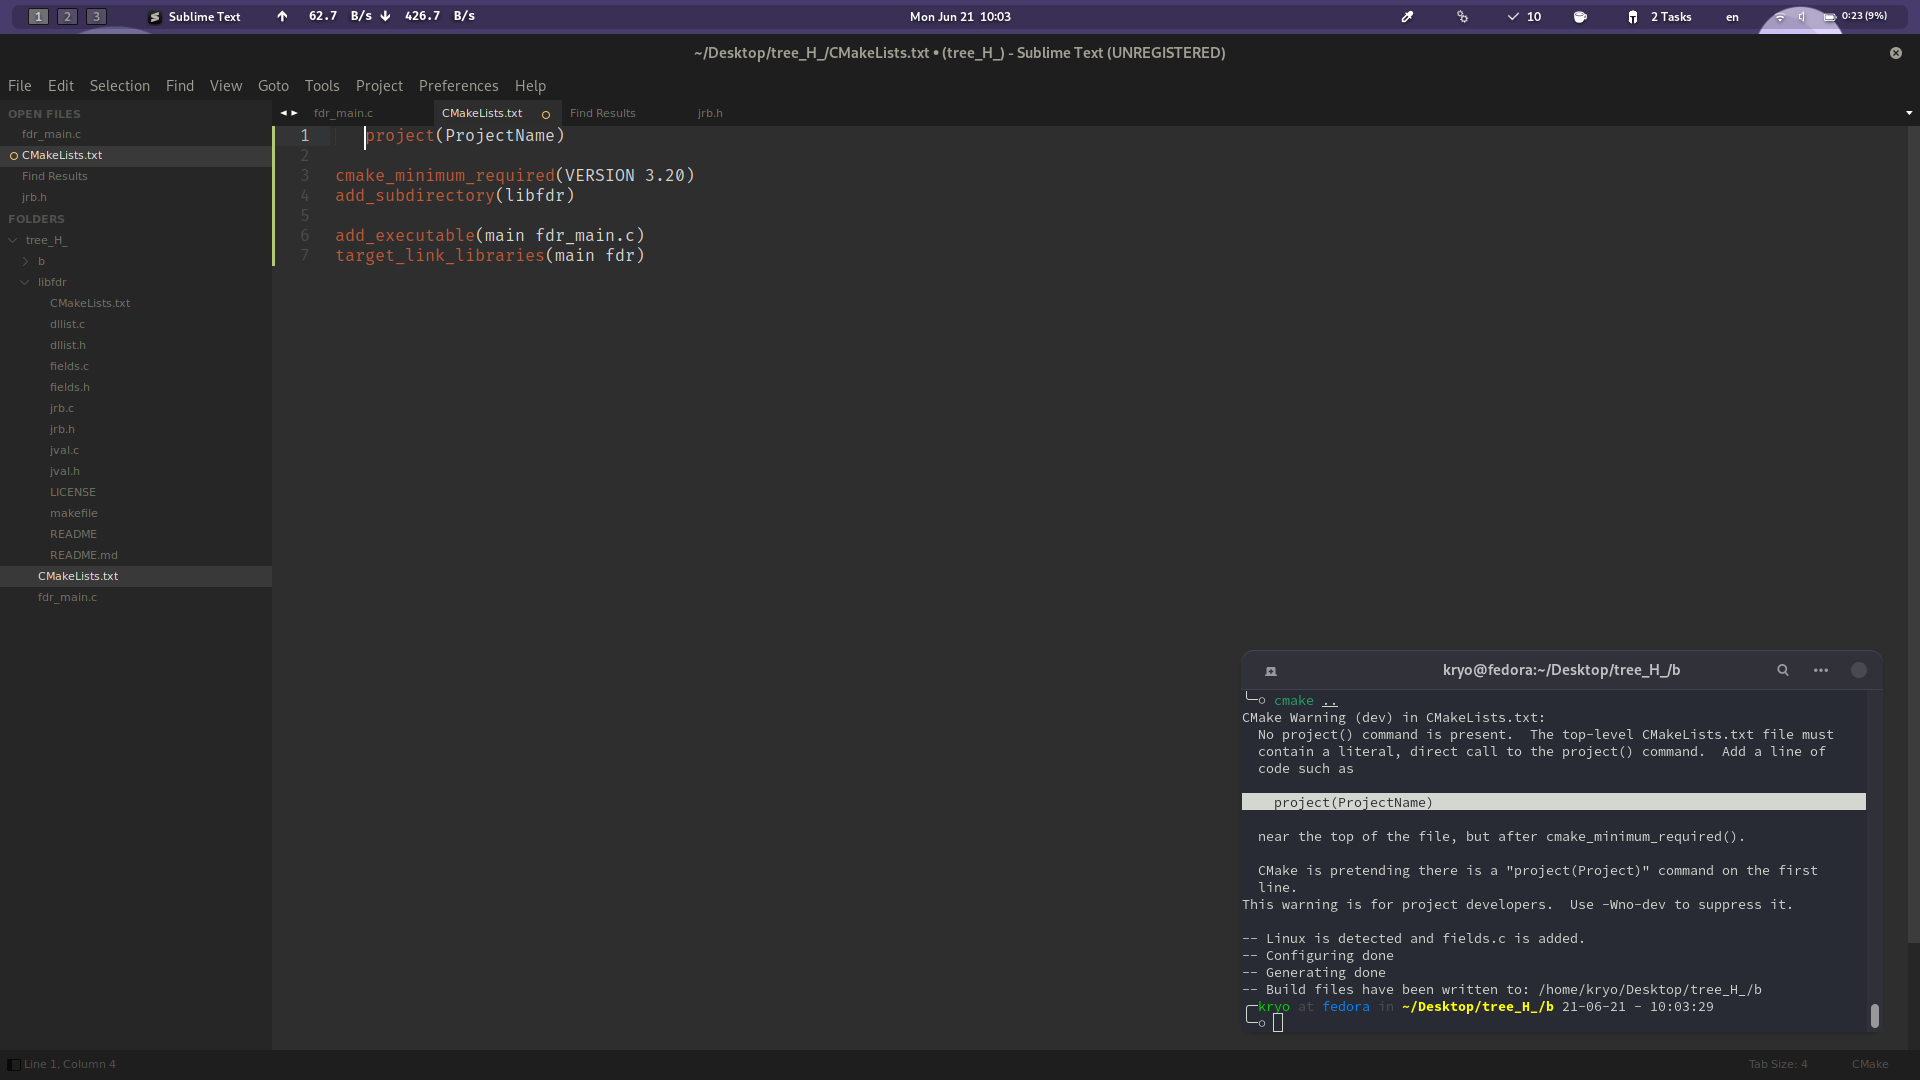 1 2 3 Sublime Text 62.7 B/s 426.7 B/s Mon Jun 21 10:03 10 2 Tasks en 0:23 (9%)
~/Desktop/tree_H_/CMakeLists.txt • (tree_H_) - Sublime Text (UNREGISTERED)
File Edit Selection Find View Goto Tools Project Preferences Help
OPEN FILES
fdr_main.c
CMakeLists.txt
Find Results
jrb.h
FOLDERS
tree_H_
b
libfdr
CMakeLists.txt
dllist.c
dllist.h
fields.c
fields.h
jrb.c
jrb.h
jval.c
jval.h
LICENSE
makefile
README
README.md
CMakeLists.txt
fdr_main.c
fdr_main.c CMakeLists.txt Find Results jrb.h
1 project(ProjectName)
2
3 cmake_minimum_required(VERSION 3.20)
4 add_subdirectory(libfdr)
5
6 add_executable(main fdr_main.c)
7 target_link_libraries(main fdr)
kryo@fedora:~/Desktop/tree_H_/b
cmake ..
CMake Warning (dev) in CMakeLists.txt:
No project() command is present.  The top-level CMakeLists.txt file must
contain a literal, direct call to the project() command.  Add a line of
code such as
project(ProjectName)
near the top of the file, but after cmake_minimum_required().
CMake is pretending there is a "project(Project)" command on the first
line.
This warning is for project developers.  Use -Wno-dev to suppress it.
-- Linux is detected and fields.c is added.
-- Configuring done
-- Generating done
-- Build files have been written to: /home/kryo/Desktop/tree_H_/b
kryo at fedora in ~/Desktop/tree_H_/b 21-06-21 - 10:03:29
Line 1, Column 4 Tab Size: 4 CMake